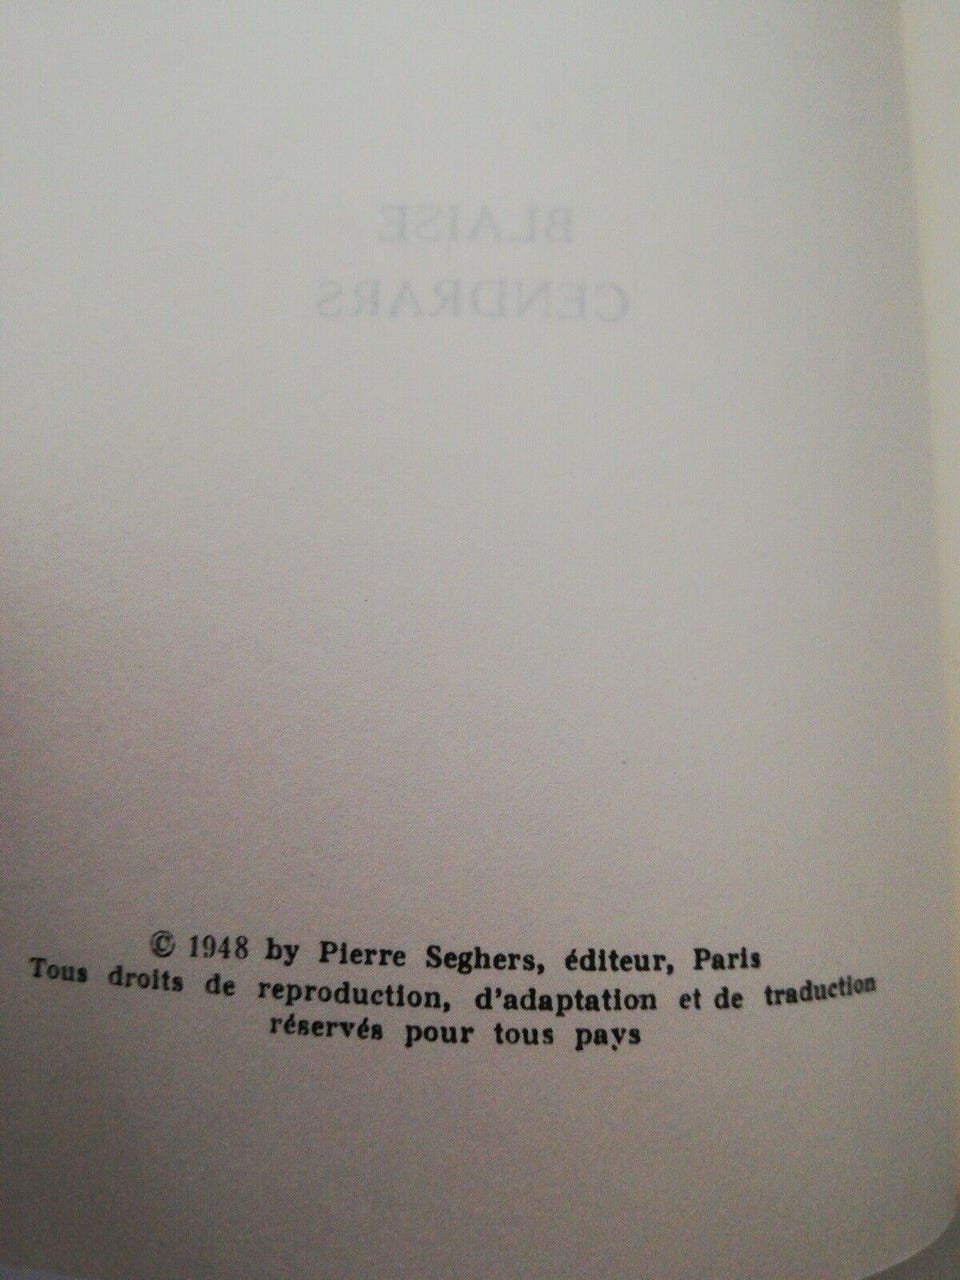 BLAISE
CENDRARS
© 1948 by Pierre Seghers, éditeur, Paris
Tous droits de reproduction, d'adaptation et de traduction
réservés pour tous pays